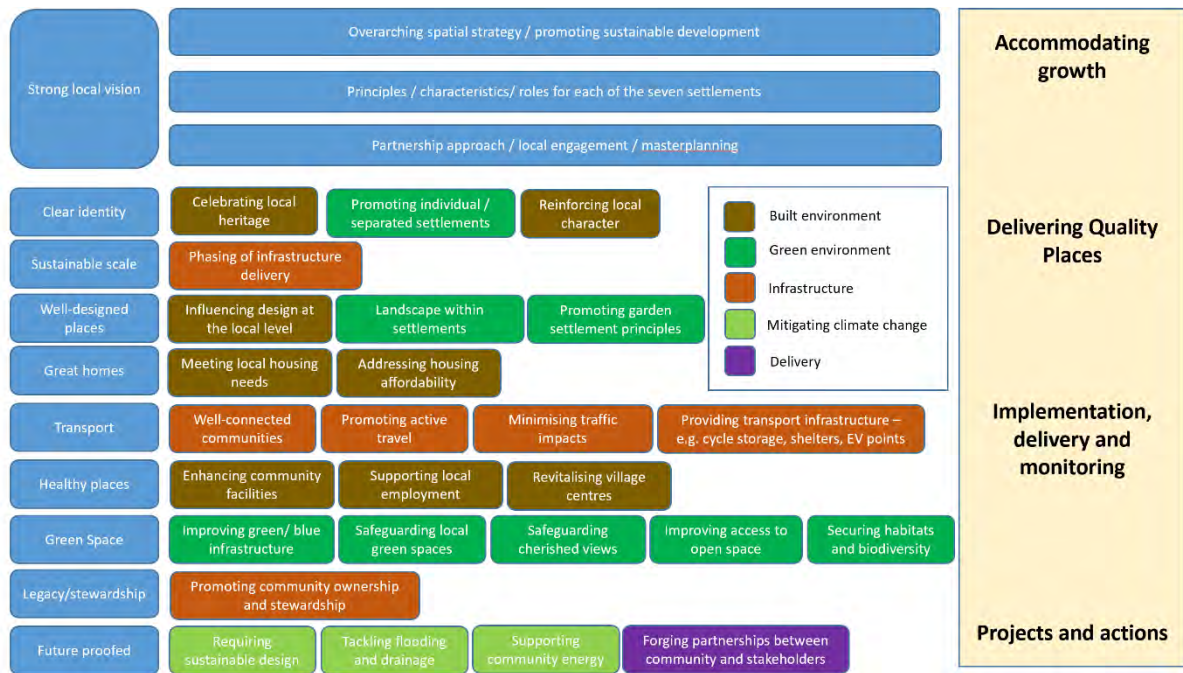 Strong local vision
Overarching spatial strategy / promoting sustainable development
Principles / characteristics/ roles for each of the seven settlements
Partnership approach / local engagement / masterplanning
Accommodating
growth
Clear identity
Celebrating local
heritage
Promoting individual /
separated settlements
Reinforcing local
character
Sustainable scale
Phasing of infrastructure
delivery
Well-designed
places
Influencing design at
the local level
Landscape within
settlements
Promoting garden
settlement principles
Great homes
Meeting local housing
needs
Addressing housing
affordability
Built environment
Green environment
Infrastructure
Mitigating climate change
Delivery
Delivering Quality
Places
Transport
Well-connected
communities
Promoting active
travel
Minimising traffic
impacts
Providing transport infrastructure –
e.g. cycle storage, shelters, EV points
Implementation,
delivery and
monitoring
Healthy places
Enhancing community
facilities
Supporting local
employment
Revitalising village
centres
Green Space
Improving green/ blue
infrastructure
Safeguarding local
green spaces
Safeguarding
cherished views
Improving access to
open space
Securing habitats
and biodiversity
Legacy/stewardship
Promoting community ownership
and stewardship
Future proofed
Requiring
sustainable design
Tackling flooding
and drainage
Supporting
community energy
Forging partnerships between
community and stakeholders
Projects and actions